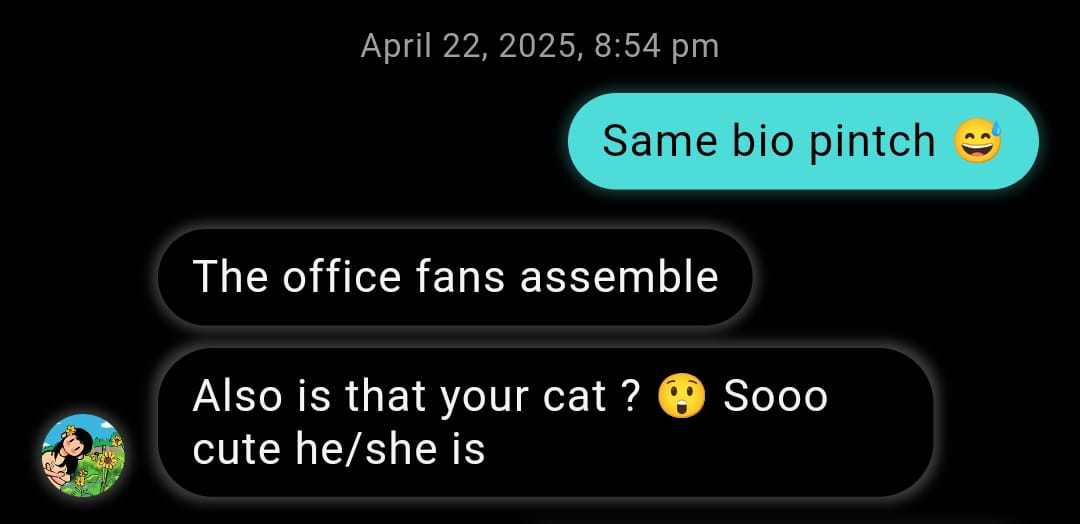 April 22, 2025, 8:54 pm
Same bio pintch 😅
The office fans assemble
Also is that your cat ? 😲 Sooo
cute he/she is